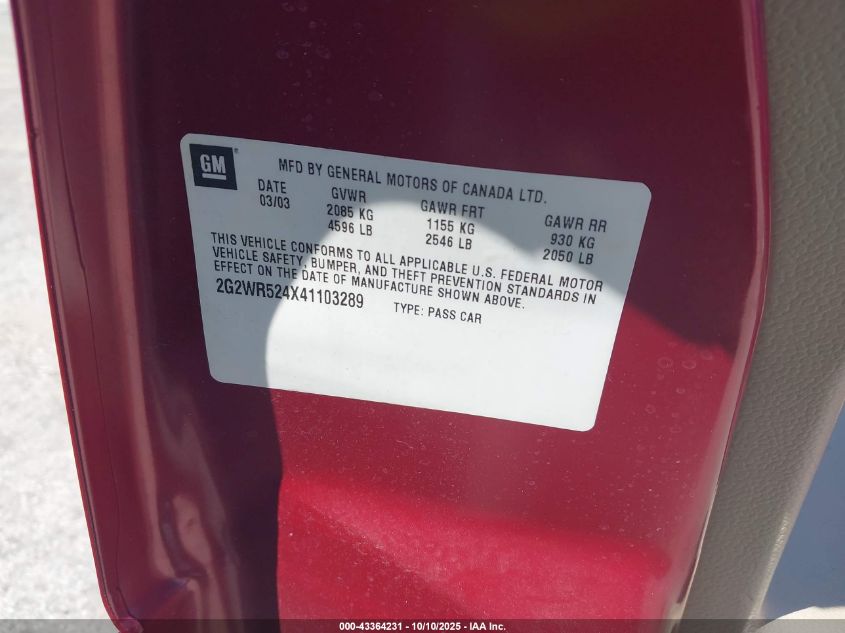 GM
MFD BY GENERAL MOTORS OF CANADA LTD.
DATE GVWR GAWR FRT GAWR RR
03/03 2085 KG 1155 KG 930 KG
4596 LB 2546 LB 2050 LB
THIS VEHICLE CONFORMS TO ALL APPLICABLE U.S. FEDERAL MOTOR
VEHICLE SAFETY, BUMPER, AND THEFT PREVENTION STANDARDS IN
EFFECT ON THE DATE OF MANUFACTURE SHOWN ABOVE.
2G2WR524X41103289 TYPE: PASS CAR
000-43364231 - 10/10/2025 - IAA Inc.